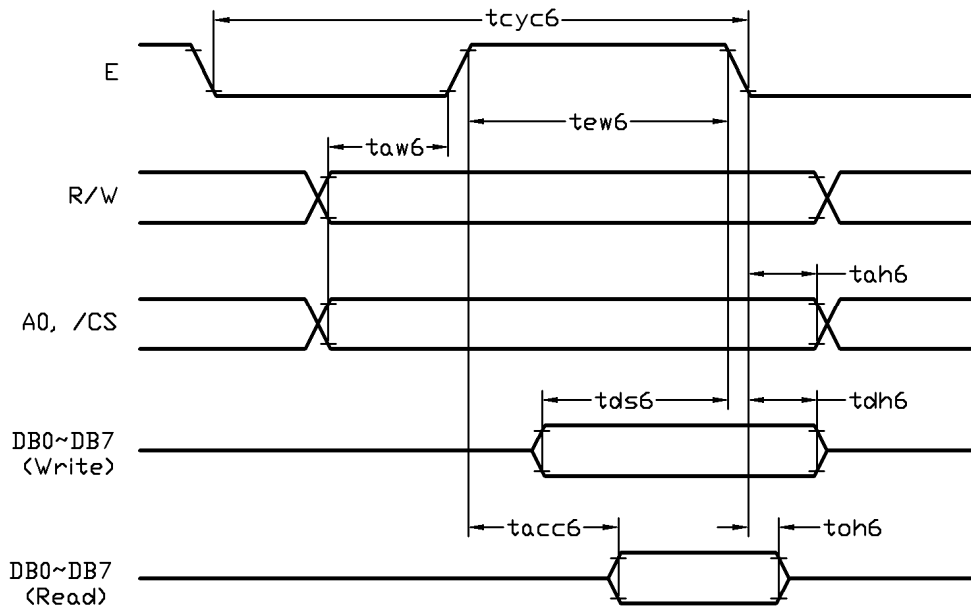 tcyc6
E
tew6
taw6
R/W
tah6
A0, /CS
tds6
tdh6
DB0~DB7
(Write)
tacc6
toh6
DB0~DB7
(Read)